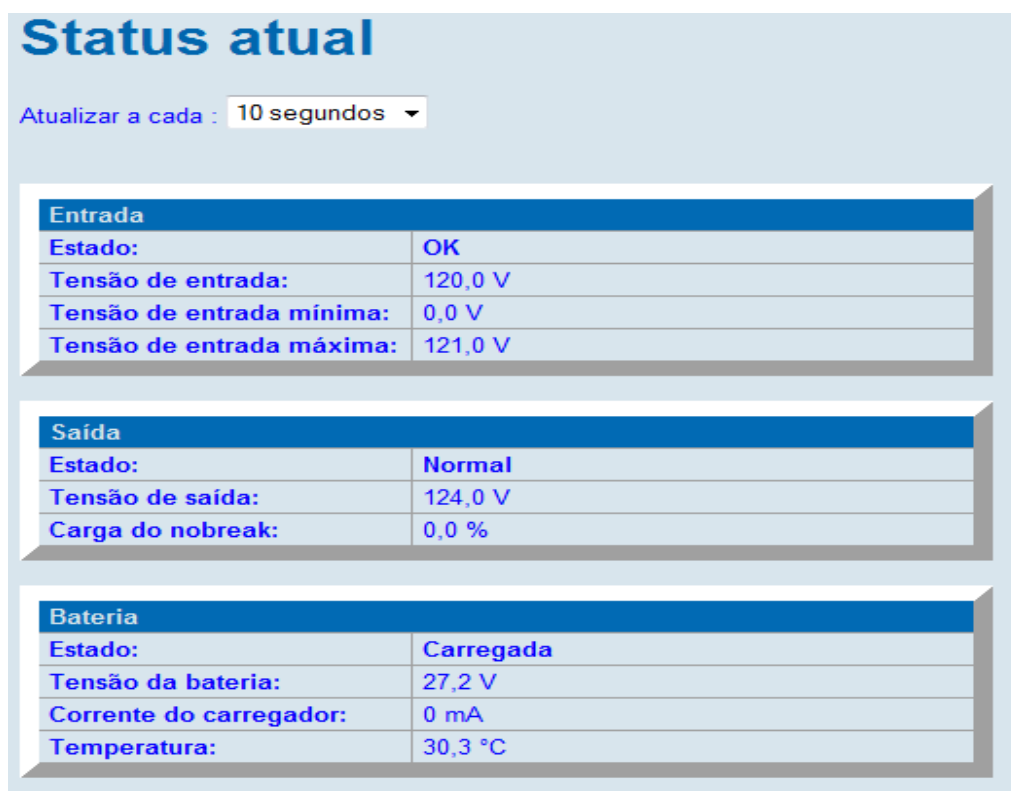 Status atual
Atualizar a cada : 10 segundos
Entrada
Estado: OK
Tensão de entrada: 120,0 V
Tensão de entrada mínima: 0,0 V
Tensão de entrada máxima: 121,0 V
Saída
Estado: Normal
Tensão de saída: 124,0 V
Carga do nobreak: 0,0 %
Bateria
Estado: Carregada
Tensão da bateria: 27,2 V
Corrente do carregador: 0 mA
Temperatura: 30,3 °C